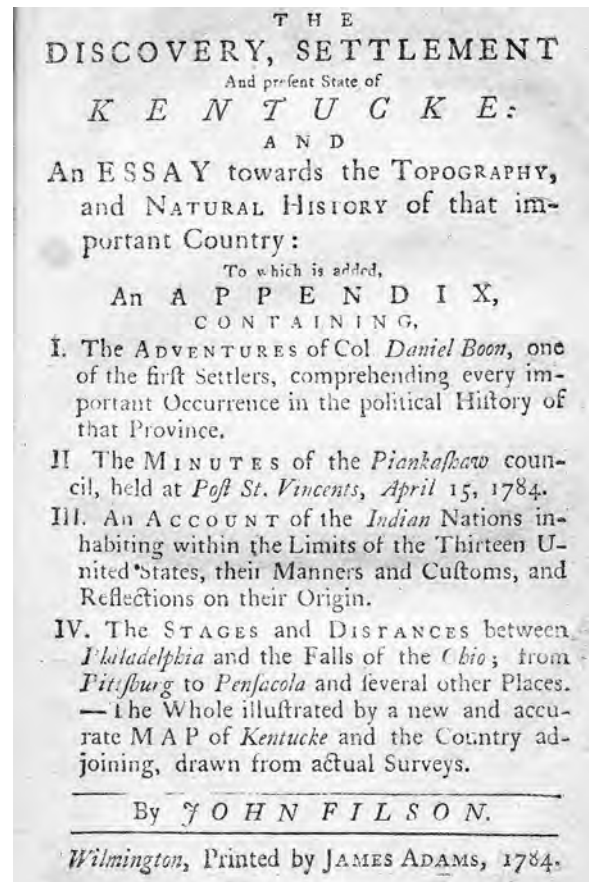 THE
DISCOVERY, SETTLEMENT
And preſent State of
KENTUCKE:
AND
An ESSAY towards the TOPOGRAPHY,
and NATURAL HISTORY of that im-
portant Country:
To which is added,
An APPENDIX,
CONTAINING,
I. The ADVENTURES of Col Daniel Boon, one
of the firſt Settlers, comprehending every im-
portant Occurrence in the political Hiſtory of
that Province.
II The MINUTES of the Piankaſhaw coun-
cil, held at Poſt St. Vincents, April 15, 1784.
III. An ACCOUNT of the Indian Nations in-
habiting within the Limits of the Thirteen U-
nited States, their Manners and Cuſtoms, and
Reflections on their Origin.
IV. The STAGES and DISTANCES between
Philadelphia and the Falls of the Ohio; from
Pittſburg to Penſacola and ſeveral other Places.
—The Whole illuſtrated by a new and accu-
rate MAP of Kentucke and the Country ad-
joining, drawn from actual Surveys.
By JOHN FILSON.
Wilmington, Printed by JAMES ADAMS, 1784.